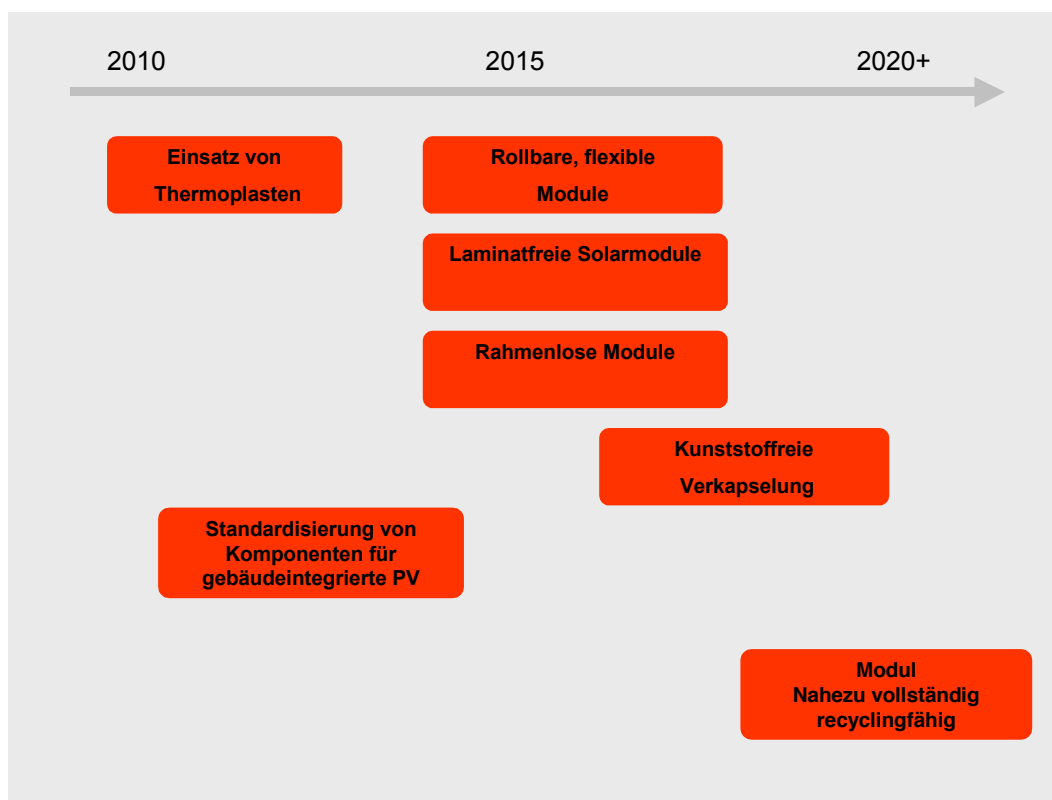 2010 2015 2020+
Einsatz von
Thermoplasten
Rollbare, flexible
Module
Laminatfreie Solarmodule
Rahmenlose Module
Kunststoffreie
Verkapselung
Standardisierung von
Komponenten für
gebäudeintegrierte PV
Modul
Nahezu vollständig
recyclingfähig